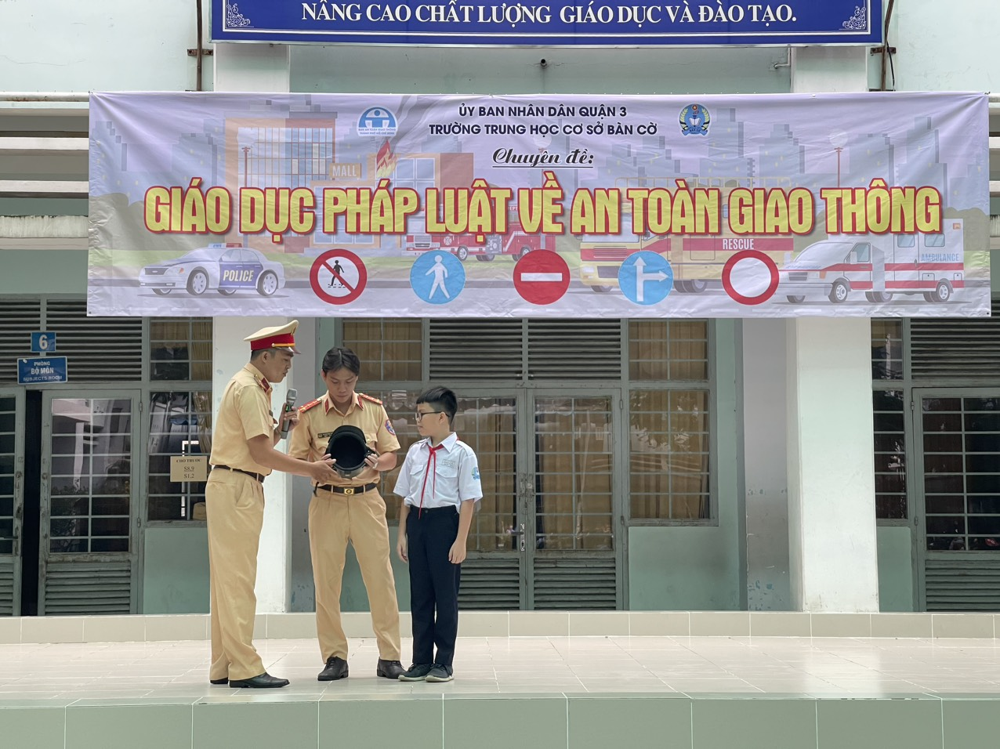 NÂNG CAO CHẤT LƯỢNG GIÁO DỤC VÀ ĐÀO TẠO.
ỦY BAN NHÂN DÂN QUẬN 3
TRƯỜNG TRUNG HỌC CƠ SỞ BÀN CỜ
Chuyên đề:
GIÁO DỤC PHÁP LUẬT VỀ AN TOÀN GIAO THÔNG
MALL
RESCUE
POLICE
AMBULANCE
6
PHÒNG
BỘ MÔN
SUBJECTS ROOM
S8,9
S1,2